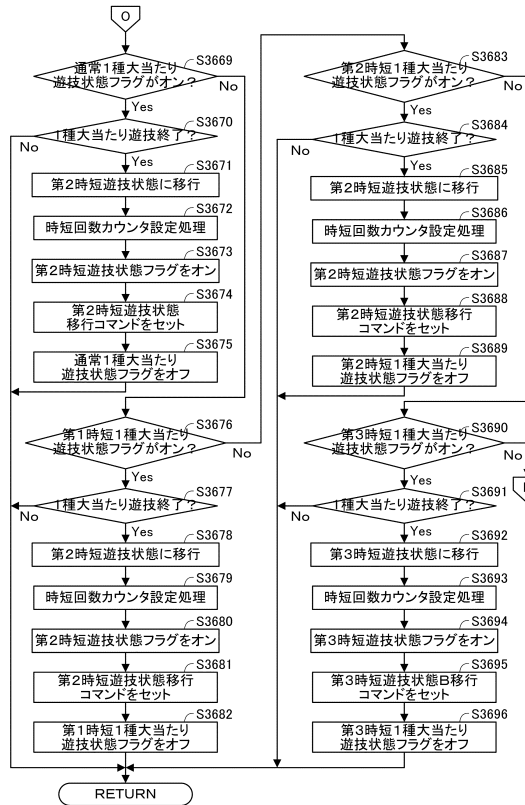 O
通常1種大当たり
遊技状態フラグがオン？
S3669
No
Yes
1種大当たり遊技終了？
S3670
No
Yes
S3671
第2時短遊技状態に移行
S3672
時短回数カウンタ設定処理
S3673
第2時短遊技状態フラグをオン
S3674
第2時短遊技状態
移行コマンドをセット
S3675
通常1種大当たり
遊技状態フラグをオフ
S3676
第1時短1種大当たり
遊技状態フラグがオン？
No
Yes
S3677
1種大当たり遊技終了？
No
Yes
S3678
第2時短遊技状態に移行
S3679
時短回数カウンタ設定処理
S3680
第2時短遊技状態フラグをオン
S3681
第2時短遊技状態移行
コマンドをセット
S3682
第1時短1種大当たり
遊技状態フラグをオフ
RETURN
S3683
第2時短1種大当たり
遊技状態フラグがオン？
No
Yes
S3684
1種大当たり遊技終了？
No
Yes
S3685
第2時短遊技状態に移行
S3686
時短回数カウンタ設定処理
S3687
第2時短遊技状態フラグをオン
S3688
第2時短遊技状態移行
コマンドをセット
S3689
第2時短1種大当たり
遊技状態フラグをオフ
S3690
第3時短1種大当たり
遊技状態フラグがオン？
No
Yes
S3691
1種大当たり遊技終了？
No
Yes
S3692
第3時短遊技状態に移行
S3693
時短回数カウンタ設定処理
S3694
第3時短遊技状態フラグをオン
S3695
第3時短遊技状態B移行
コマンドをセット
S3696
第3時短1種大当たり
遊技状態フラグをオフ